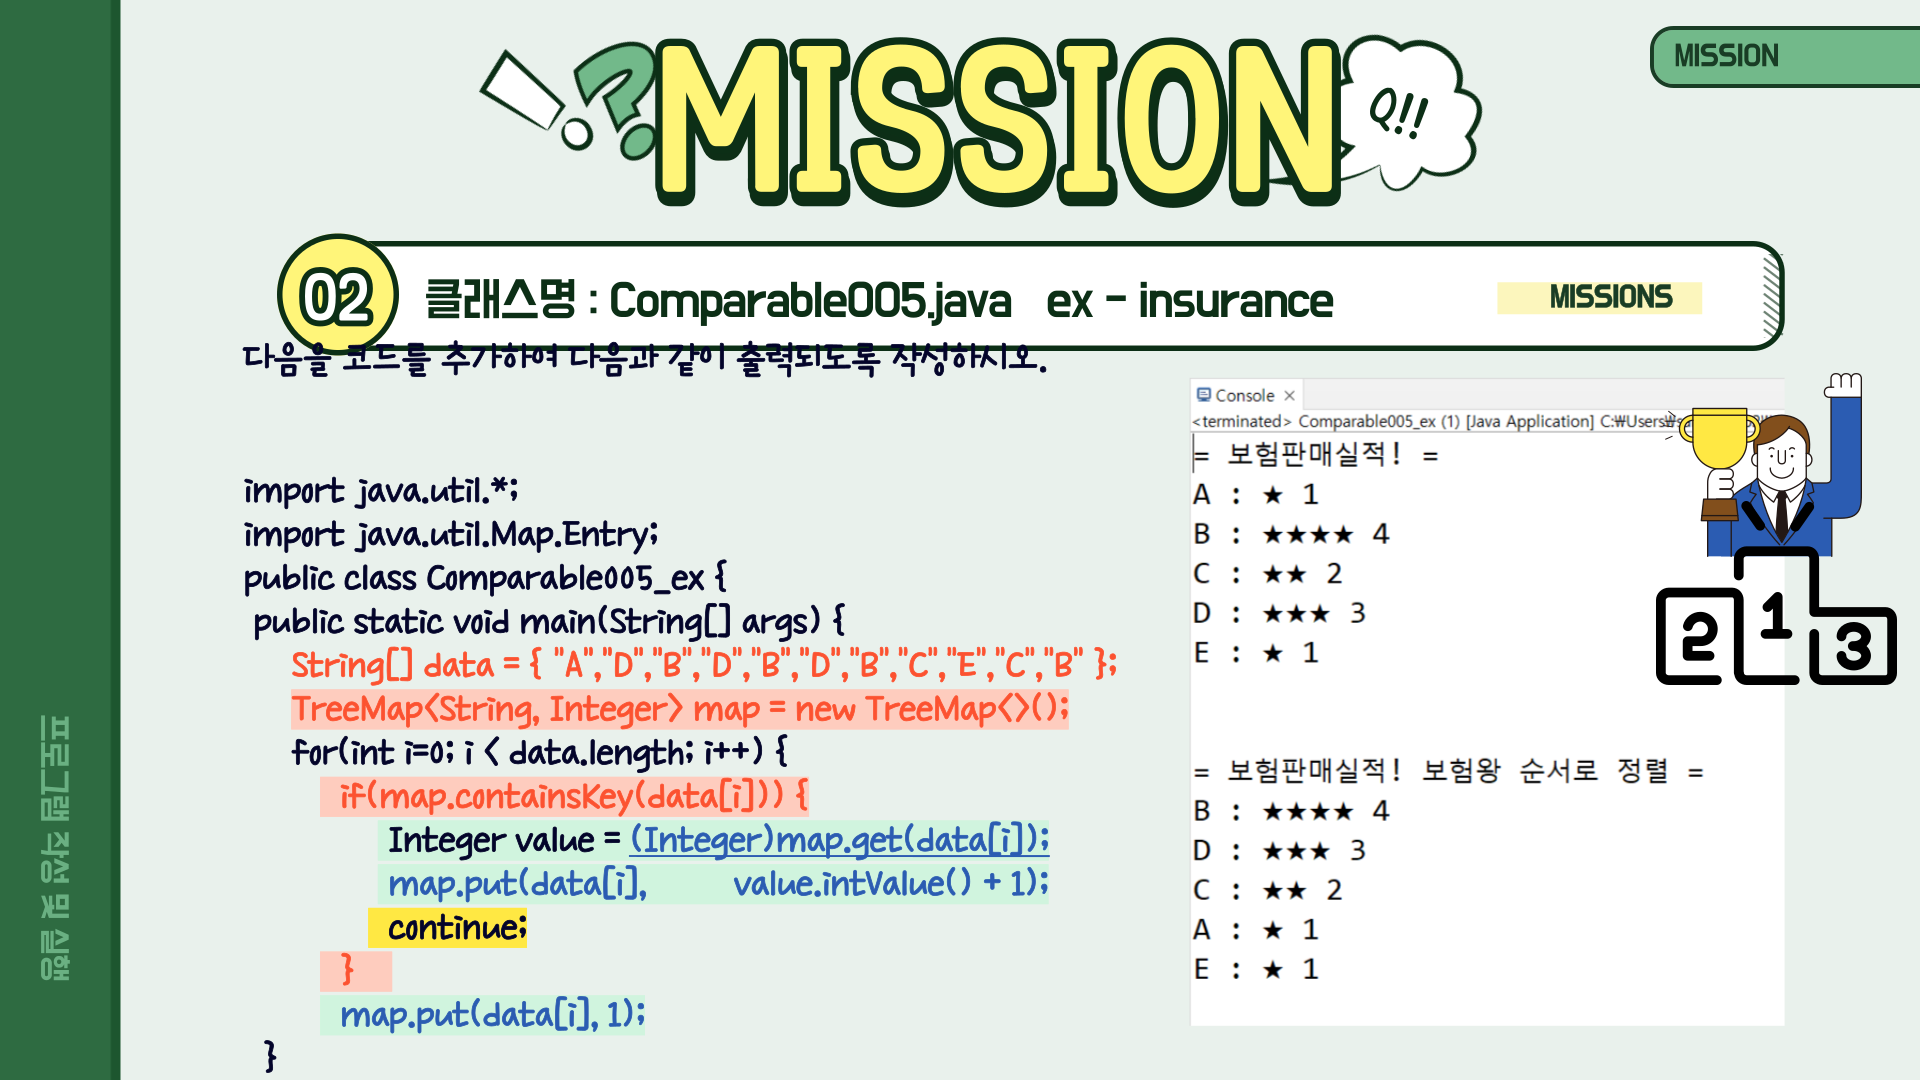 MISSION
MISSION
Q!!
02
클래스명 : Comparable005.java ex - insurance
MISSIONS
다음을 코드를 추가하여 다음과 같이 출력되도록 작성하시오.
import java.util.*;
import java.util.Map.Entry;
public class Comparable005_ex {
public static void main(String[] args) {
String[] data = { "A","D","B","D","B","D","B","C","E","C","B" };
TreeMap<String, Integer> map = new TreeMap<>();
for(int i=0; i < data.length; i++) {
if(map.containsKey(data[i])) {
Integer value = (Integer)map.get(data[i]);
map.put(data[i], value.intValue() + 1);
continue;
}
map.put(data[i], 1);
}
Console ×
<terminated> Comparable005_ex (1) [Java Application] C:₩Users₩
= 보험판매실적! =
A : ★ 1
B : ★★★★ 4
C : ★★ 2
D : ★★★ 3
E : ★ 1
= 보험판매실적! 보험왕 순서로 정렬 =
B : ★★★★ 4
D : ★★★ 3
C : ★★ 2
A : ★ 1
E : ★ 1
2 1 3
프로그램 작성 및 실행